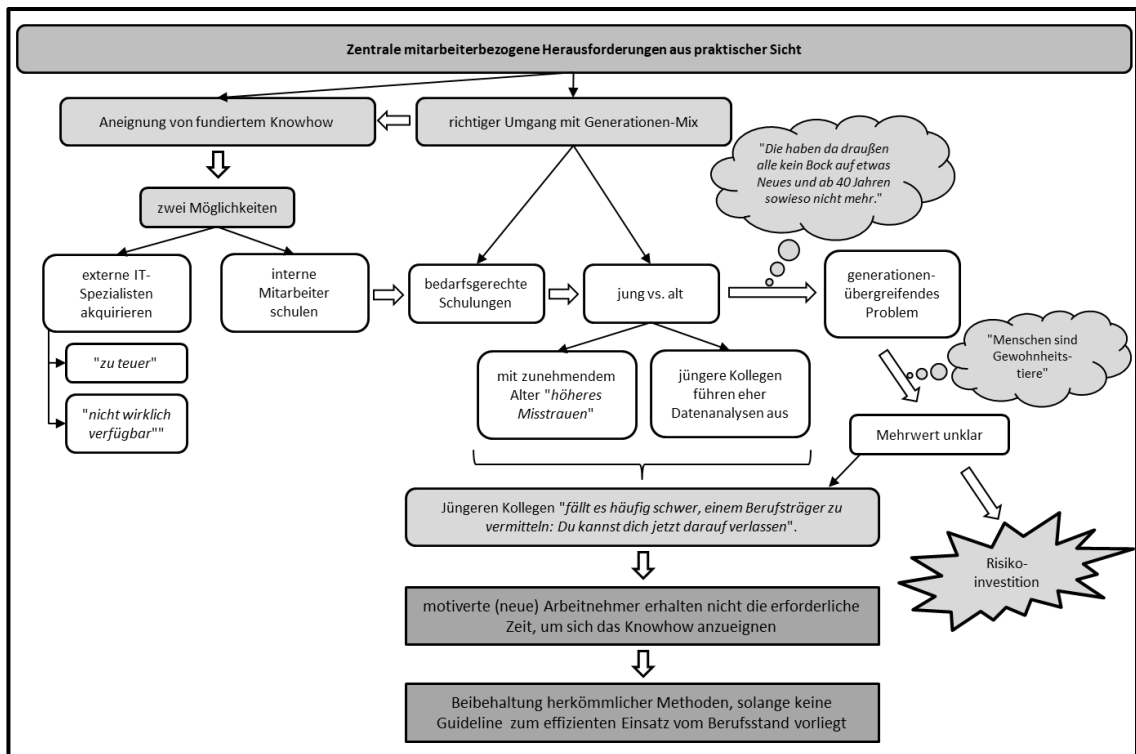 Zentrale mitarbeiterbezogene Herausforderungen aus praktischer Sicht
Aneignung von fundiertem Knowhow
richtiger Umgang mit Generationen-Mix
"Die haben da draußen
alle kein Bock auf etwas
Neues und ab 40 Jahren
sowieso nicht mehr."
zwei Möglichkeiten
externe IT-
Spezialisten
akquirieren
interne
Mitarbeiter
schulen
bedarfsgerechte
Schulungen
jung vs. alt
generationen-
übergreifendes
Problem
"zu teuer"
"nicht wirklich
verfügbar""
mit zunehmendem
Alter "höheres
Misstrauen"
jüngere Kollegen
führen eher
Datenanalysen aus
"Menschen sind
Gewohnheits-
tiere"
Mehrwert unklar
Jüngeren Kollegen "fällt es häufig schwer, einem Berufsträger zu
vermitteln: Du kannst dich jetzt darauf verlassen".
Risiko-
investition
motiverte (neue) Arbeitnehmer erhalten nicht die erforderliche
Zeit, um sich das Knowhow anzueignen
Beibehaltung herkömmlicher Methoden, solange keine
Guideline zum effizienten Einsatz vom Berufsstand vorliegt